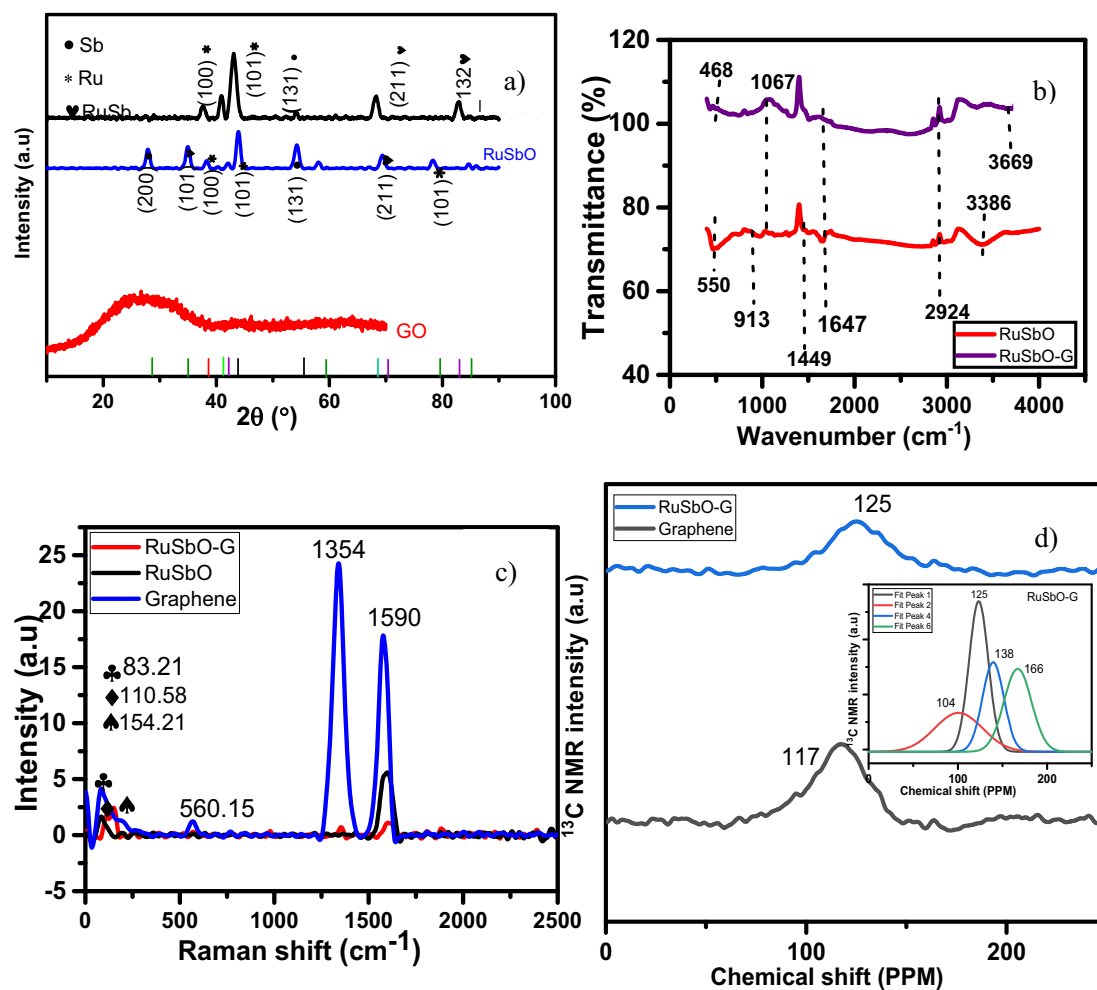 a)
• Sb
* Ru
♥ RuSb
(100)*
(101)*
(131)•
(211)♥
132♥
RuSbO
(200)
(101)
(100)
(101)
(131)
(211)
(101)
GO
Intensity (a.u)
20 40 60 80 100
2θ (°)
b)
120
100
80
60
40
Transmittance (%)
468
1067
3669
3386
550
913
1449
1647
2924
RuSbO
RuSbO-G
0 1000 2000 3000 4000
Wavenumber (cm-1)
c)
RuSbO-G
RuSbO
Graphene
1354
1590
♣83.21
♦110.58
♠154.21
♣
♦ ♠
560.15
25
20
15
10
5
0
-5
Intensity (a.u)
0 500 1000 1500 2000 2500
Raman shift (cm-1)
d)
RuSbO-G
Graphene
125
117
13C NMR intensity (a.u)
0 100 200
Chemical shift (PPM)
Fit Peak 1
Fit Peak 2
Fit Peak 4
Fit Peak 6
RuSbO-G
125
138
166
104
13C NMR intensity (a.u)
0 100 200
Chemical shift (PPM)